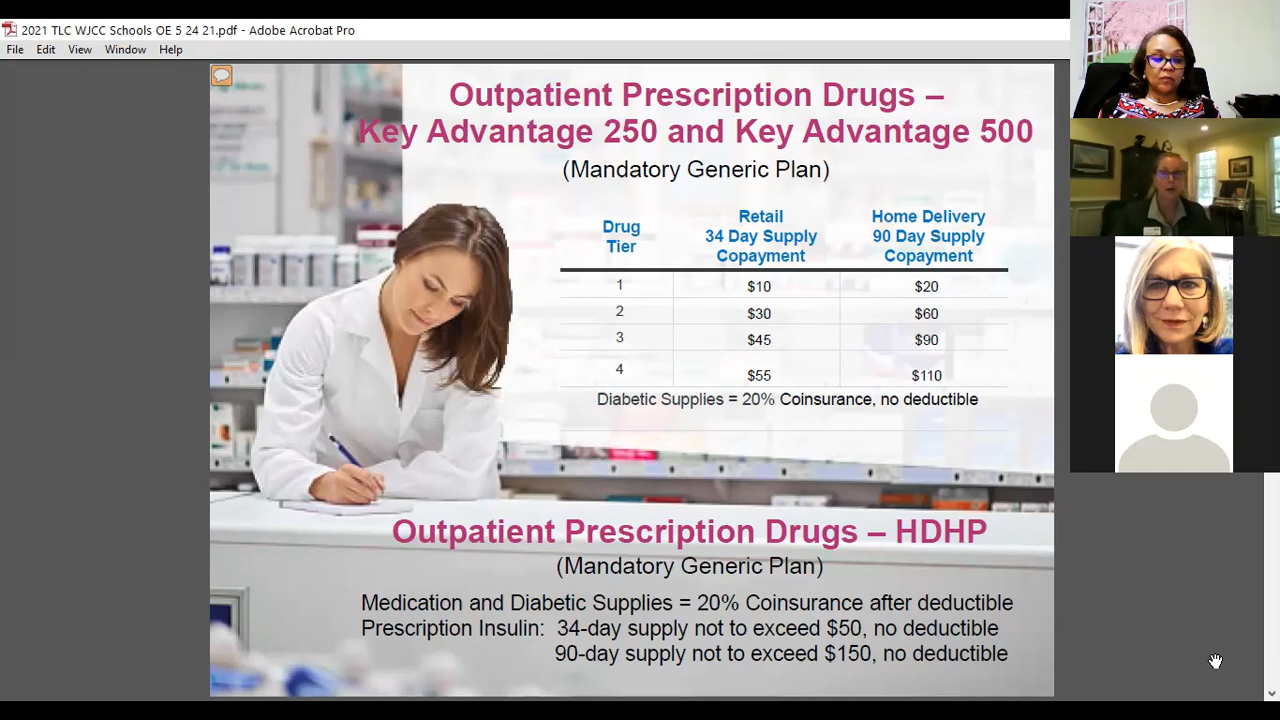 2021 TLC WJCC Schools OE 5 24 21.pdf - Adobe Acrobat Pro
File Edit View Window Help
Outpatient Prescription Drugs –
Key Advantage 250 and Key Advantage 500
(Mandatory Generic Plan)
Drug Tier Retail 34 Day Supply Copayment Home Delivery 90 Day Supply Copayment
1 $10 $20
2 $30 $60
3 $45 $90
4 $55 $110
Diabetic Supplies = 20% Coinsurance, no deductible
Outpatient Prescription Drugs – HDHP
(Mandatory Generic Plan)
Medication and Diabetic Supplies = 20% Coinsurance after deductible
Prescription Insulin: 34-day supply not to exceed $50, no deductible
90-day supply not to exceed $150, no deductible